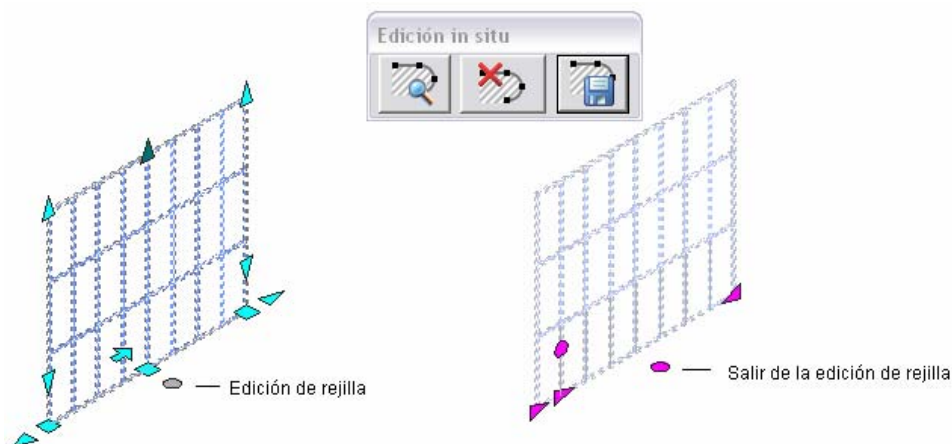 Edición in situ
Edición de rejilla
Salir de la edición de rejilla